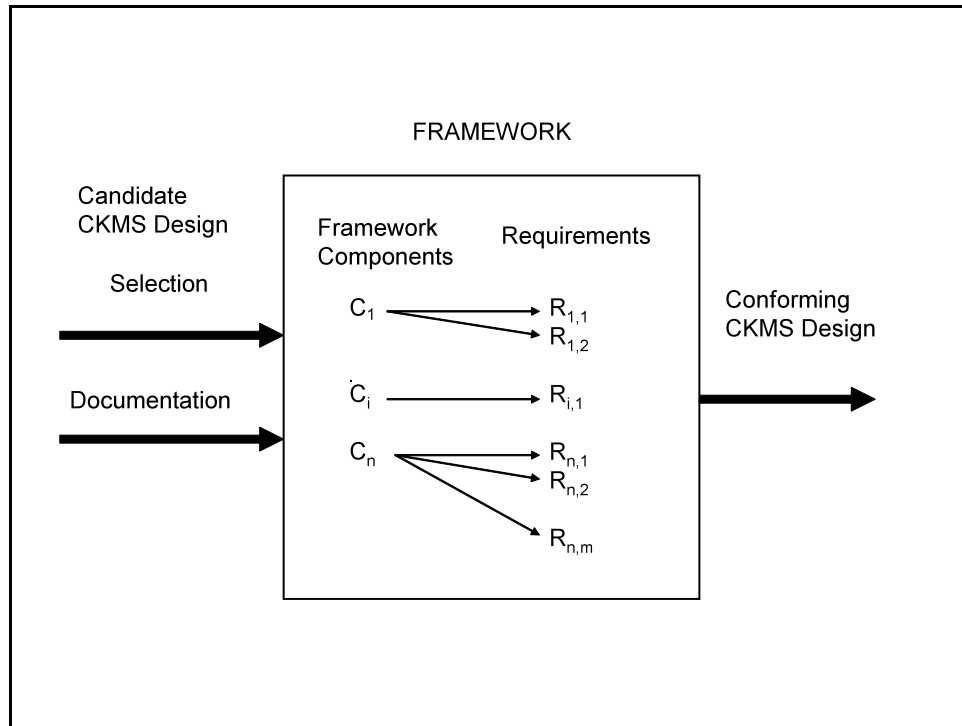 FRAMEWORK
Candidate
CKMS Design
Selection
Documentation
Framework
Components
Requirements
C1
R1,1
R1,2
Ci
Ri,1
Cn
Rn,1
Rn,2
Rn,m
Conforming
CKMS Design